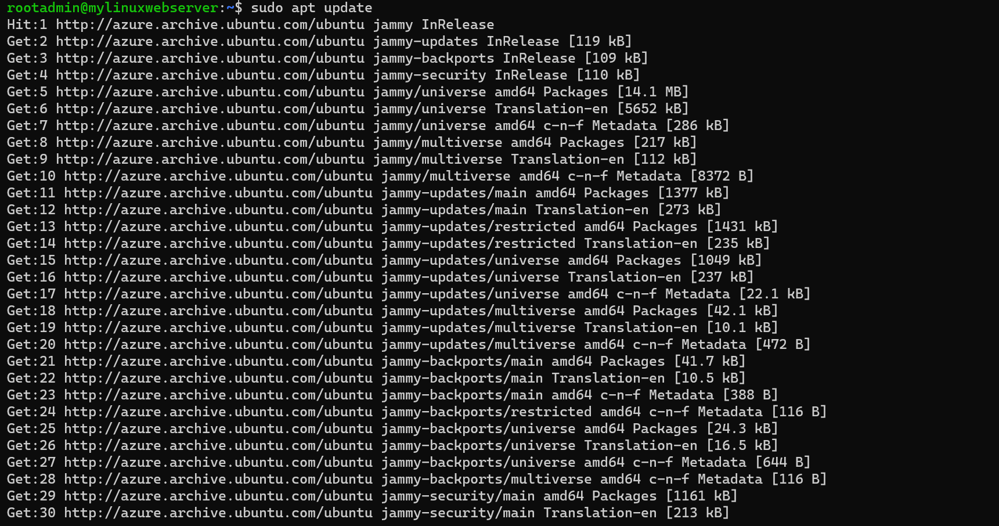 rootadmin@mylinuxwebserver:~$ sudo apt update
Hit:1 http://azure.archive.ubuntu.com/ubuntu jammy InRelease
Get:2 http://azure.archive.ubuntu.com/ubuntu jammy-updates InRelease [119 kB]
Get:3 http://azure.archive.ubuntu.com/ubuntu jammy-backports InRelease [109 kB]
Get:4 http://azure.archive.ubuntu.com/ubuntu jammy-security InRelease [110 kB]
Get:5 http://azure.archive.ubuntu.com/ubuntu jammy/universe amd64 Packages [14.1 MB]
Get:6 http://azure.archive.ubuntu.com/ubuntu jammy/universe Translation-en [5652 kB]
Get:7 http://azure.archive.ubuntu.com/ubuntu jammy/universe amd64 c-n-f Metadata [286 kB]
Get:8 http://azure.archive.ubuntu.com/ubuntu jammy/multiverse amd64 Packages [217 kB]
Get:9 http://azure.archive.ubuntu.com/ubuntu jammy/multiverse Translation-en [112 kB]
Get:10 http://azure.archive.ubuntu.com/ubuntu jammy/multiverse amd64 c-n-f Metadata [8372 B]
Get:11 http://azure.archive.ubuntu.com/ubuntu jammy-updates/main amd64 Packages [1377 kB]
Get:12 http://azure.archive.ubuntu.com/ubuntu jammy-updates/main Translation-en [273 kB]
Get:13 http://azure.archive.ubuntu.com/ubuntu jammy-updates/restricted amd64 Packages [1431 kB]
Get:14 http://azure.archive.ubuntu.com/ubuntu jammy-updates/restricted Translation-en [235 kB]
Get:15 http://azure.archive.ubuntu.com/ubuntu jammy-updates/universe amd64 Packages [1049 kB]
Get:16 http://azure.archive.ubuntu.com/ubuntu jammy-updates/universe Translation-en [237 kB]
Get:17 http://azure.archive.ubuntu.com/ubuntu jammy-updates/universe amd64 c-n-f Metadata [22.1 kB]
Get:18 http://azure.archive.ubuntu.com/ubuntu jammy-updates/multiverse amd64 Packages [42.1 kB]
Get:19 http://azure.archive.ubuntu.com/ubuntu jammy-updates/multiverse Translation-en [10.1 kB]
Get:20 http://azure.archive.ubuntu.com/ubuntu jammy-updates/multiverse amd64 c-n-f Metadata [472 B]
Get:21 http://azure.archive.ubuntu.com/ubuntu jammy-backports/main amd64 Packages [41.7 kB]
Get:22 http://azure.archive.ubuntu.com/ubuntu jammy-backports/main Translation-en [10.5 kB]
Get:23 http://azure.archive.ubuntu.com/ubuntu jammy-backports/main amd64 c-n-f Metadata [388 B]
Get:24 http://azure.archive.ubuntu.com/ubuntu jammy-backports/restricted amd64 c-n-f Metadata [116 B]
Get:25 http://azure.archive.ubuntu.com/ubuntu jammy-backports/universe amd64 Packages [24.3 kB]
Get:26 http://azure.archive.ubuntu.com/ubuntu jammy-backports/universe Translation-en [16.5 kB]
Get:27 http://azure.archive.ubuntu.com/ubuntu jammy-backports/universe amd64 c-n-f Metadata [644 B]
Get:28 http://azure.archive.ubuntu.com/ubuntu jammy-backports/multiverse amd64 c-n-f Metadata [116 B]
Get:29 http://azure.archive.ubuntu.com/ubuntu jammy-security/main amd64 Packages [1161 kB]
Get:30 http://azure.archive.ubuntu.com/ubuntu jammy-security/main Translation-en [213 kB]